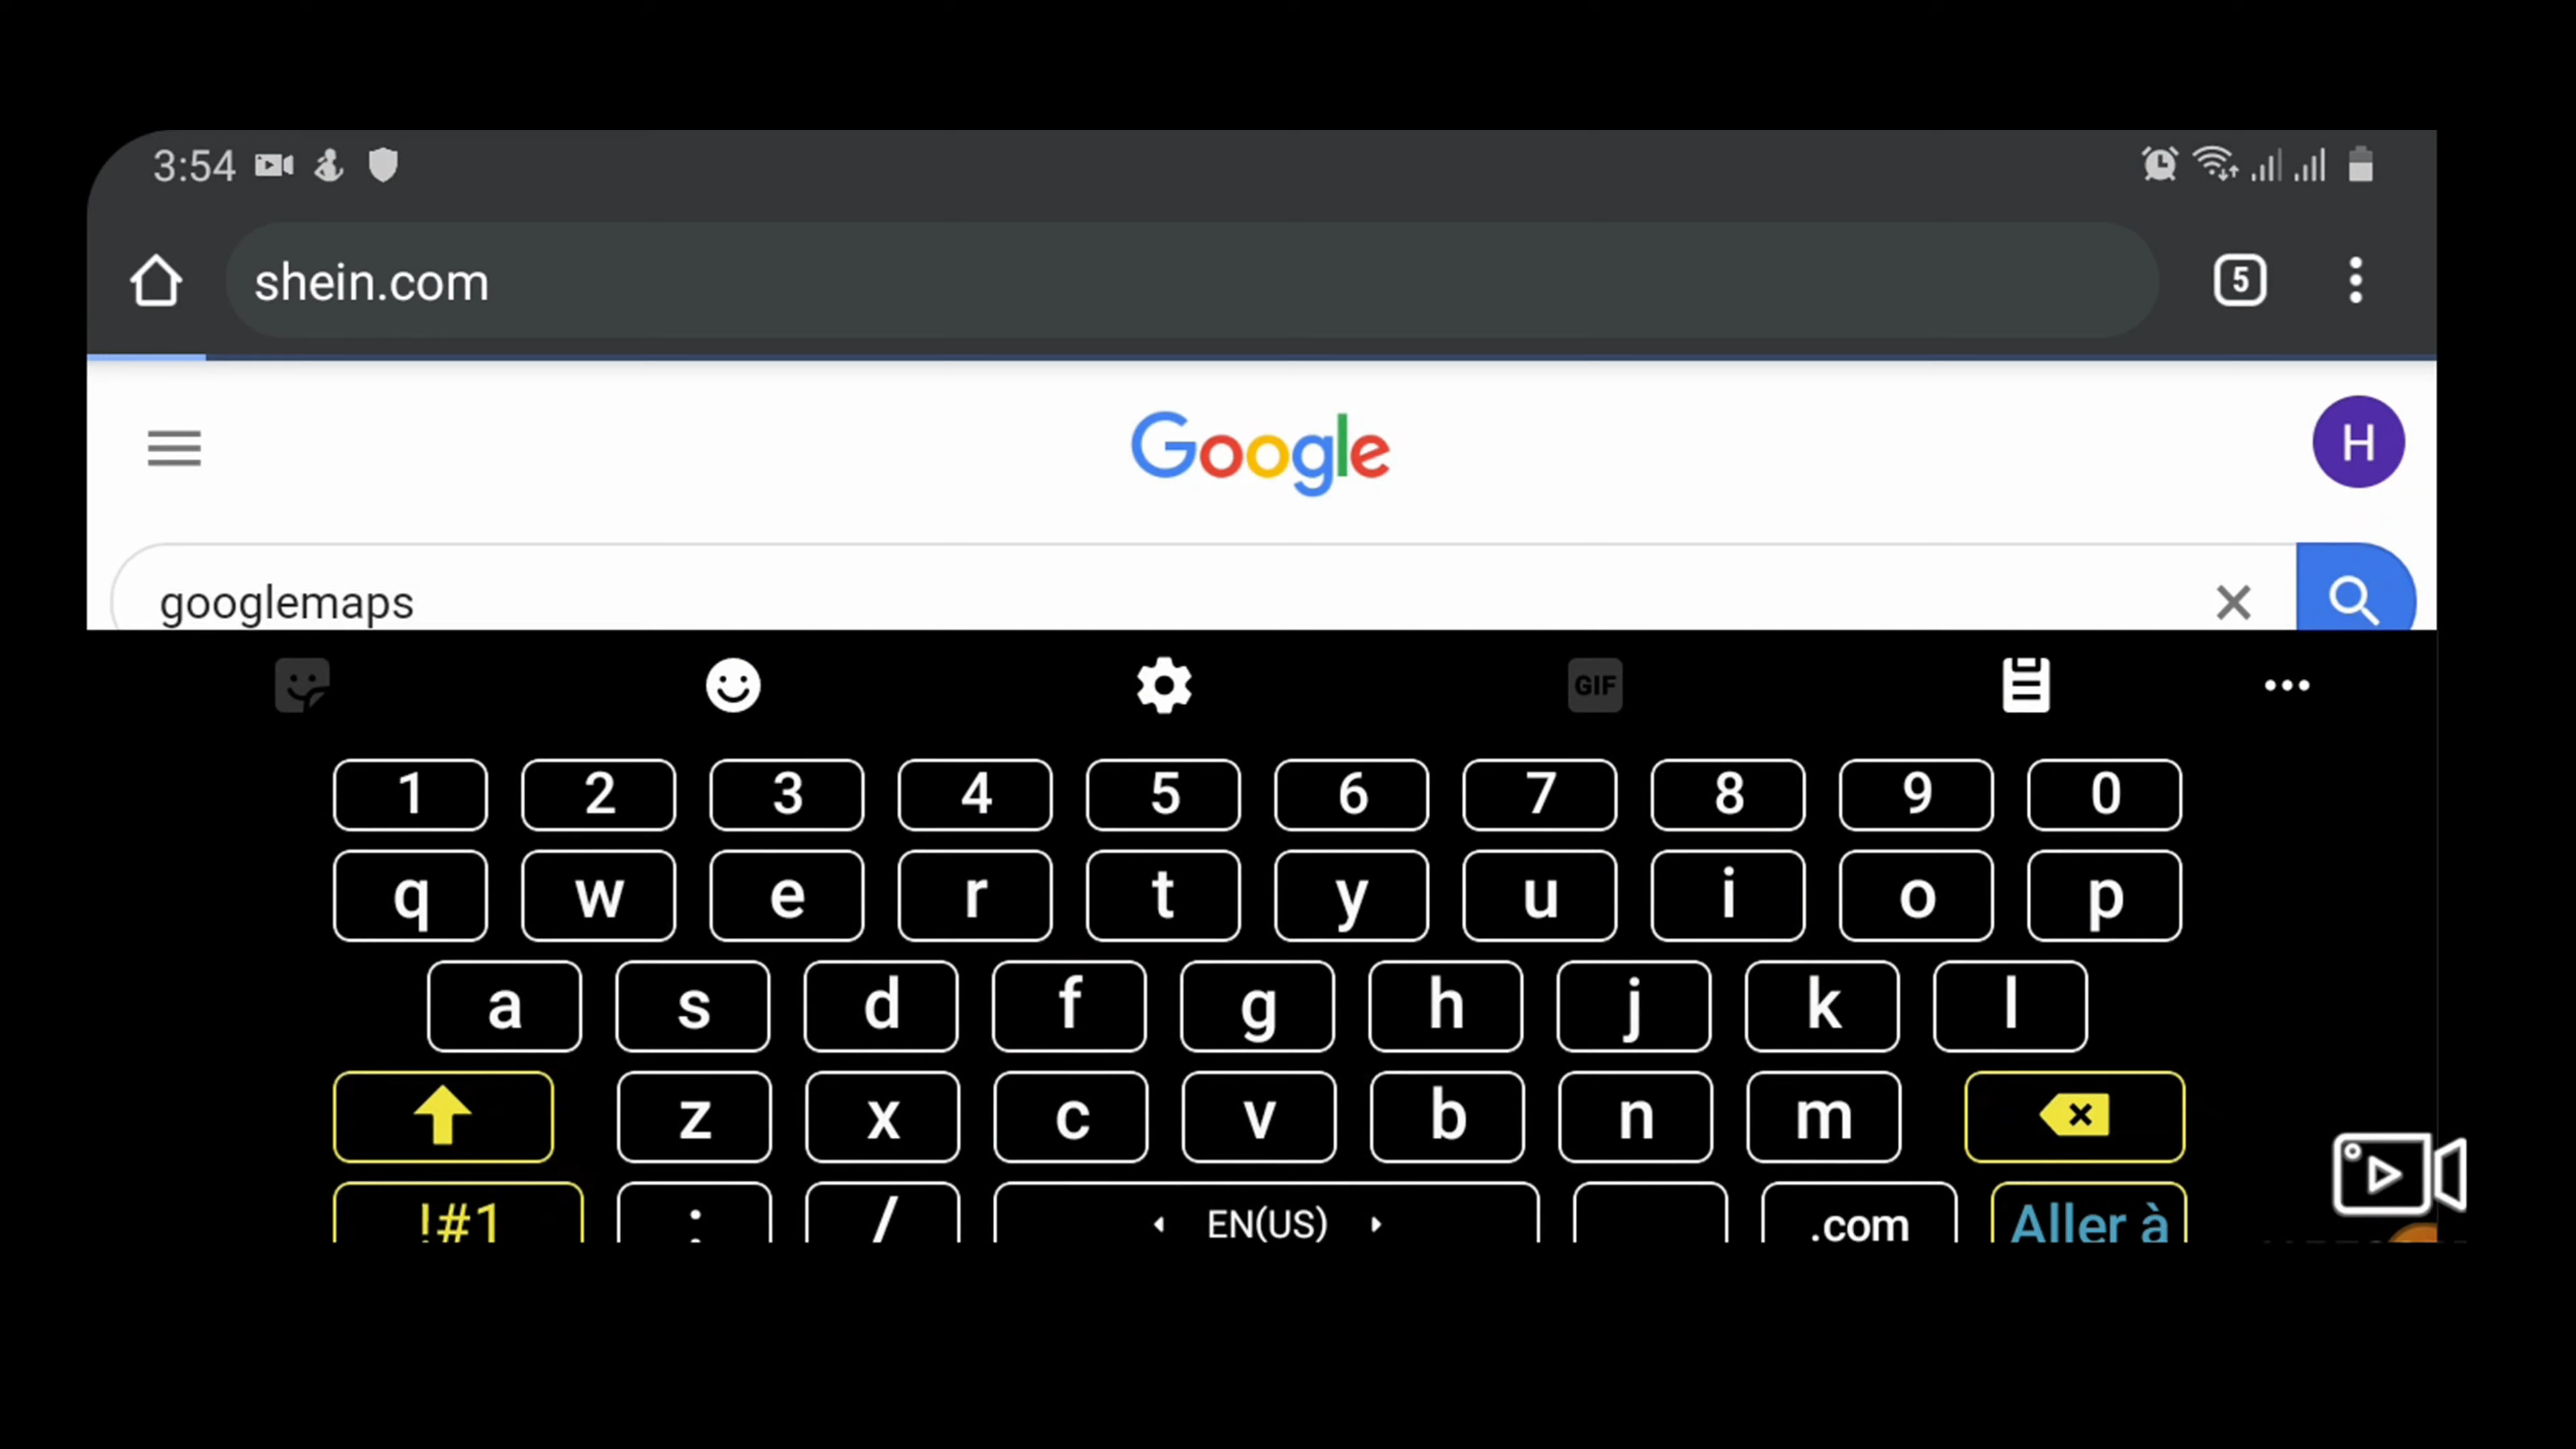 3:54
shein.com
5
Google
H
googlemaps
GIF
1 2 3 4 5 6 7 8 9 0
q w e r t y u i o p
a s d f g h j k l
z x c v b n m
!#1 / EN(US) .com Aller à